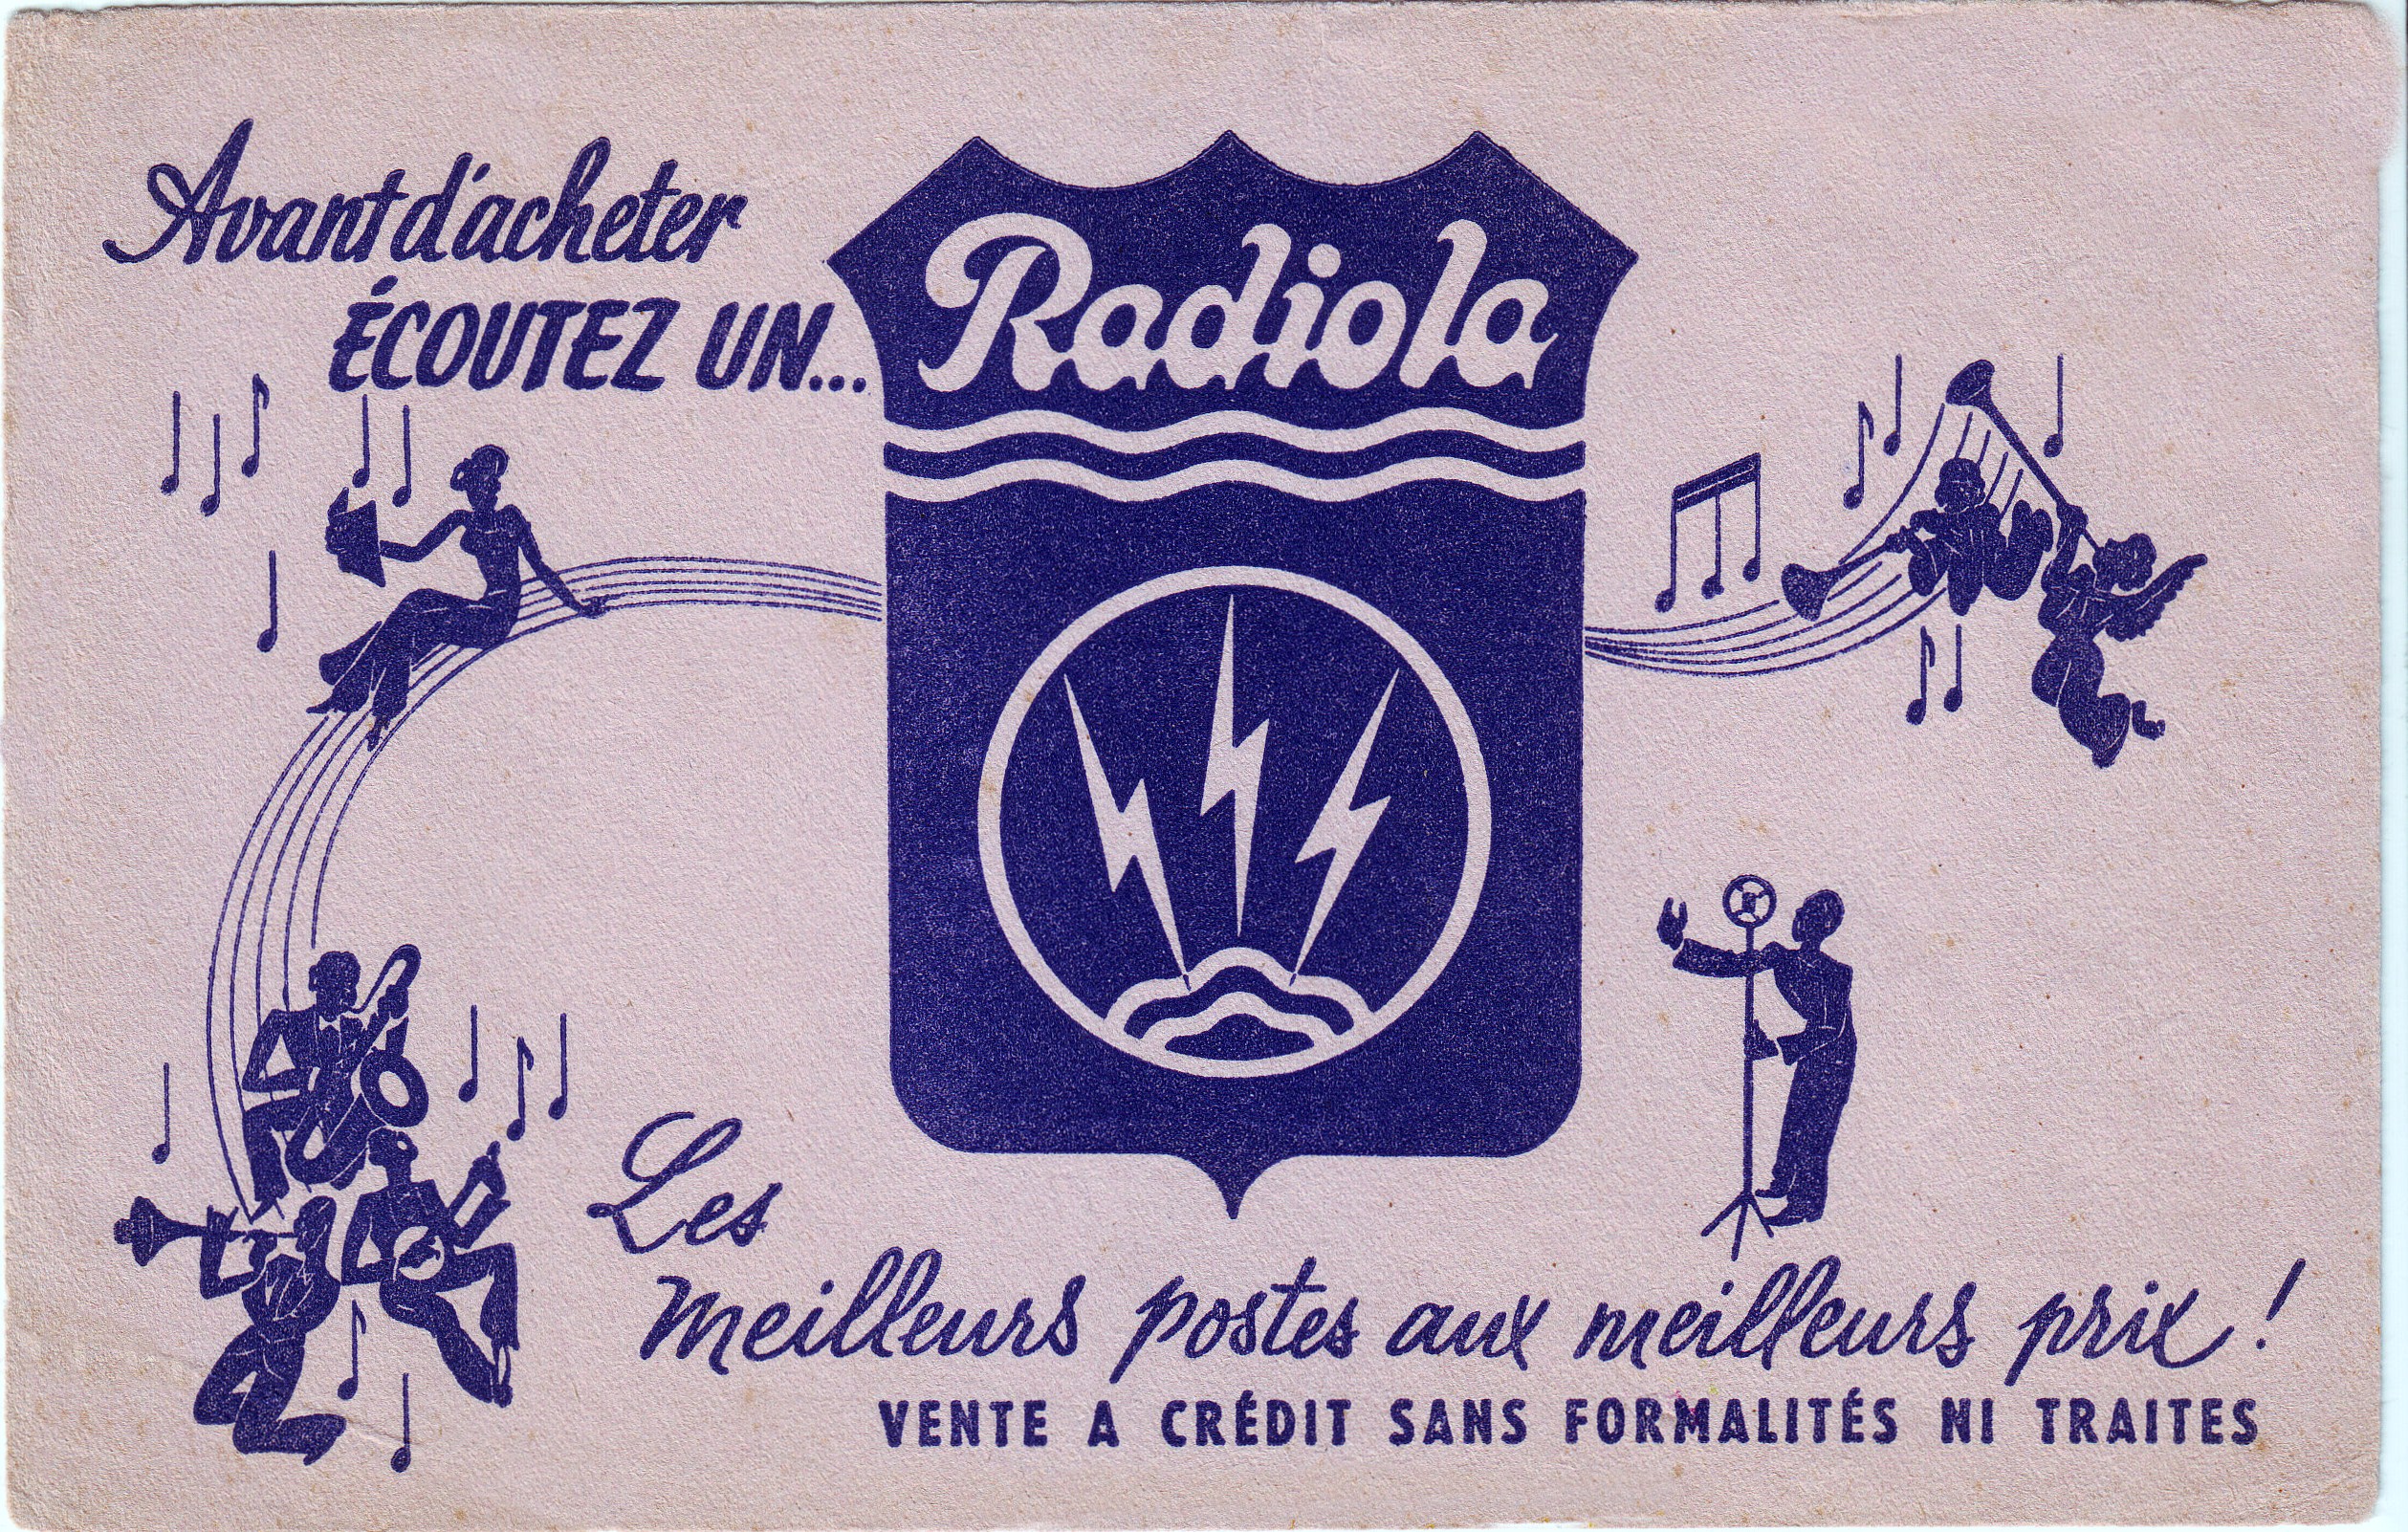 Avant d'acheter
ÉCOUTEZ UN...
Radiola
Les
meilleurs postes aux meilleurs prix !
VENTE A CRÉDIT SANS FORMALITÉS NI TRAITES